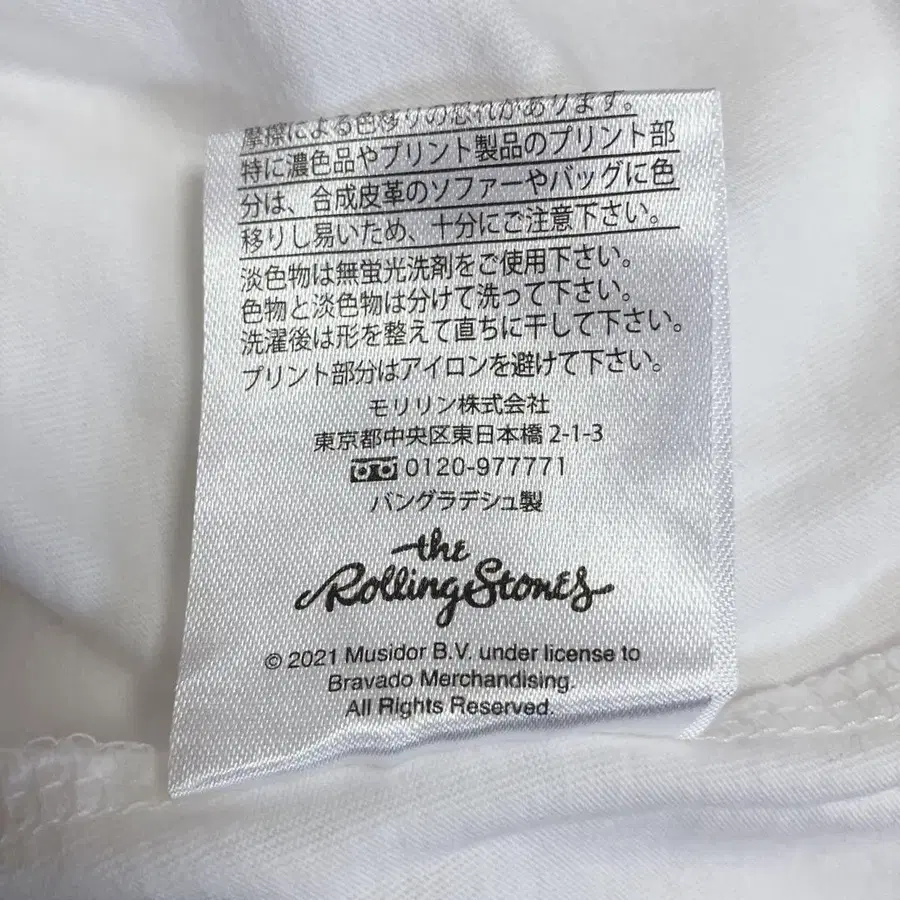 摩擦による色移りの恐れがあります。
特に濃色品やプリント製品のプリント部
分は、合成皮革のソファーやバッグに色
移りし易いため、十分にご注意下さい。
淡色物は無蛍光洗剤をご使用下さい。
色物と淡色物は分けて洗って下さい。
洗濯後は形を整えて直ちに干して下さい。
プリント部分はアイロンを避けて下さい。
モリリン株式会社
東京都中央区東日本橋2-1-3
0120-977771
バングラデシュ製
the
Rolling Stones
© 2021 Musidor B.V. under license to
Bravado Merchandising.
All Rights Reserved.